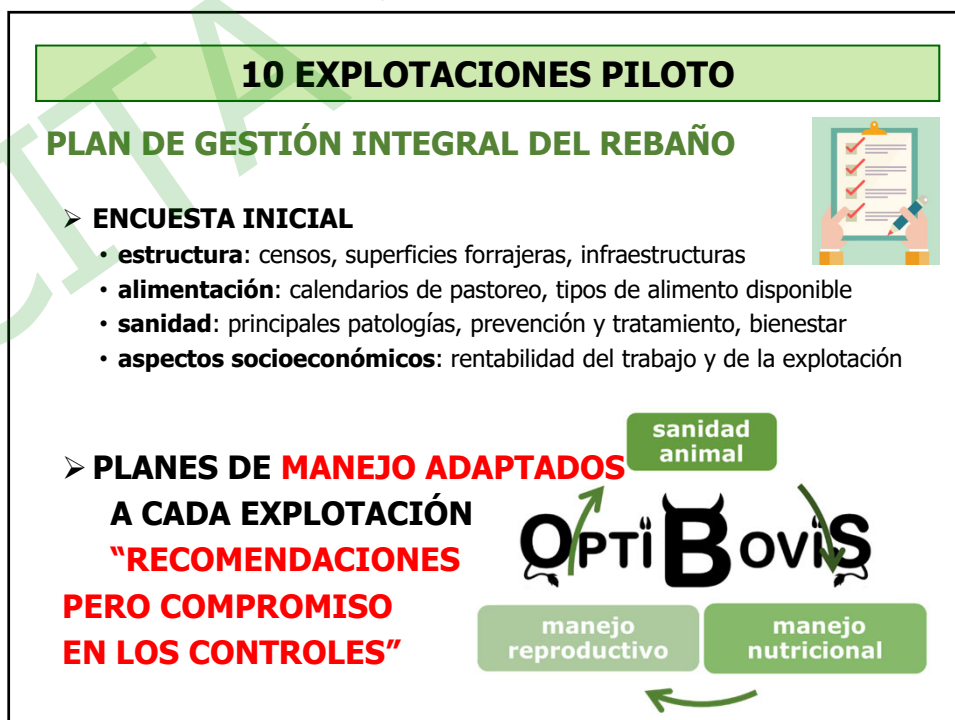 10 EXPLOTACIONES PILOTO
PLAN DE GESTIÓN INTEGRAL DEL REBAÑO
➢ ENCUESTA INICIAL
• estructura: censos, superficies forrajeras, infraestructuras
• alimentación: calendarios de pastoreo, tipos de alimento disponible
• sanidad: principales patologías, prevención y tratamiento, bienestar
• aspectos socioeconómicos: rentabilidad del trabajo y de la explotación
➢ PLANES DE MANEJO ADAPTADOS
A CADA EXPLOTACIÓN
“RECOMENDACIONES
PERO COMPROMISO
EN LOS CONTROLES”
sanidad
animal
OPTIBOVIS
manejo
reproductivo
manejo
nutricional
CITA